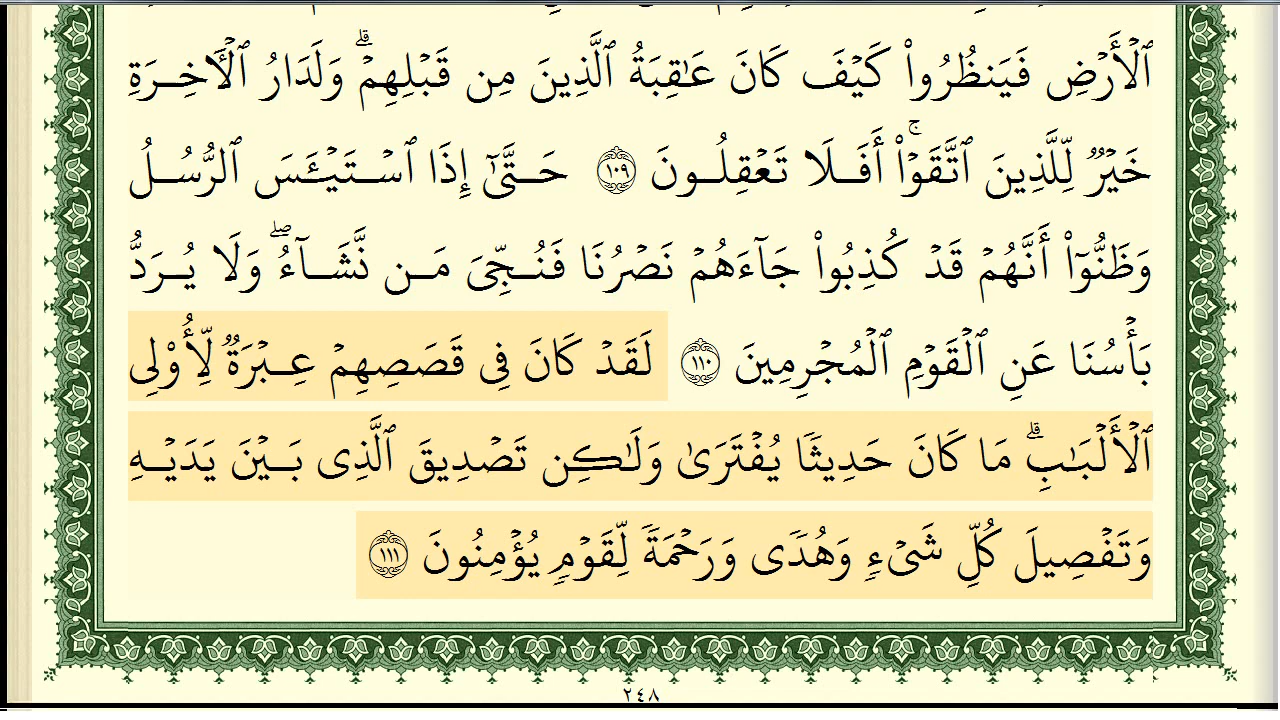 ٱلۡأَرۡضِ فَيَنظُرُواْ كَيۡفَ كَانَ عَٰقِبَةُ ٱلَّذِينَ مِن قَبۡلِهِمۡۗ وَلَدَارُ ٱلۡأٓخِرَةِ
خَيۡرٞ لِّلَّذِينَ ٱتَّقَوۡاْۚ أَفَلَا تَعۡقِلُونَ ١٠٩ حَتَّىٰٓ إِذَا ٱسۡتَيۡـَٔسَ ٱلرُّسُلُ
وَظَنُّوٓاْ أَنَّهُمۡ قَدۡ كُذِبُواْ جَآءَهُمۡ نَصۡرُنَا فَنُجِّيَ مَن نَّشَآءُۖ وَلَا يُرَدُّ
بَأۡسُنَا عَنِ ٱلۡقَوۡمِ ٱلۡمُجۡرِمِينَ ١١٠ لَقَدۡ كَانَ فِي قَصَصِهِمۡ عِبۡرَةٞ لِّأُوْلِي
ٱلۡأَلۡبَٰبِۗ مَا كَانَ حَدِيثٗا يُفۡتَرَىٰ وَلَٰكِن تَصۡدِيقَ ٱلَّذِي بَيۡنَ يَدَيۡهِ
وَتَفۡصِيلَ كُلِّ شَيۡءٖ وَهُدٗى وَرَحۡمَةٗ لِّقَوۡمٖ يُؤۡمِنُونَ ١١١
٢٤٨